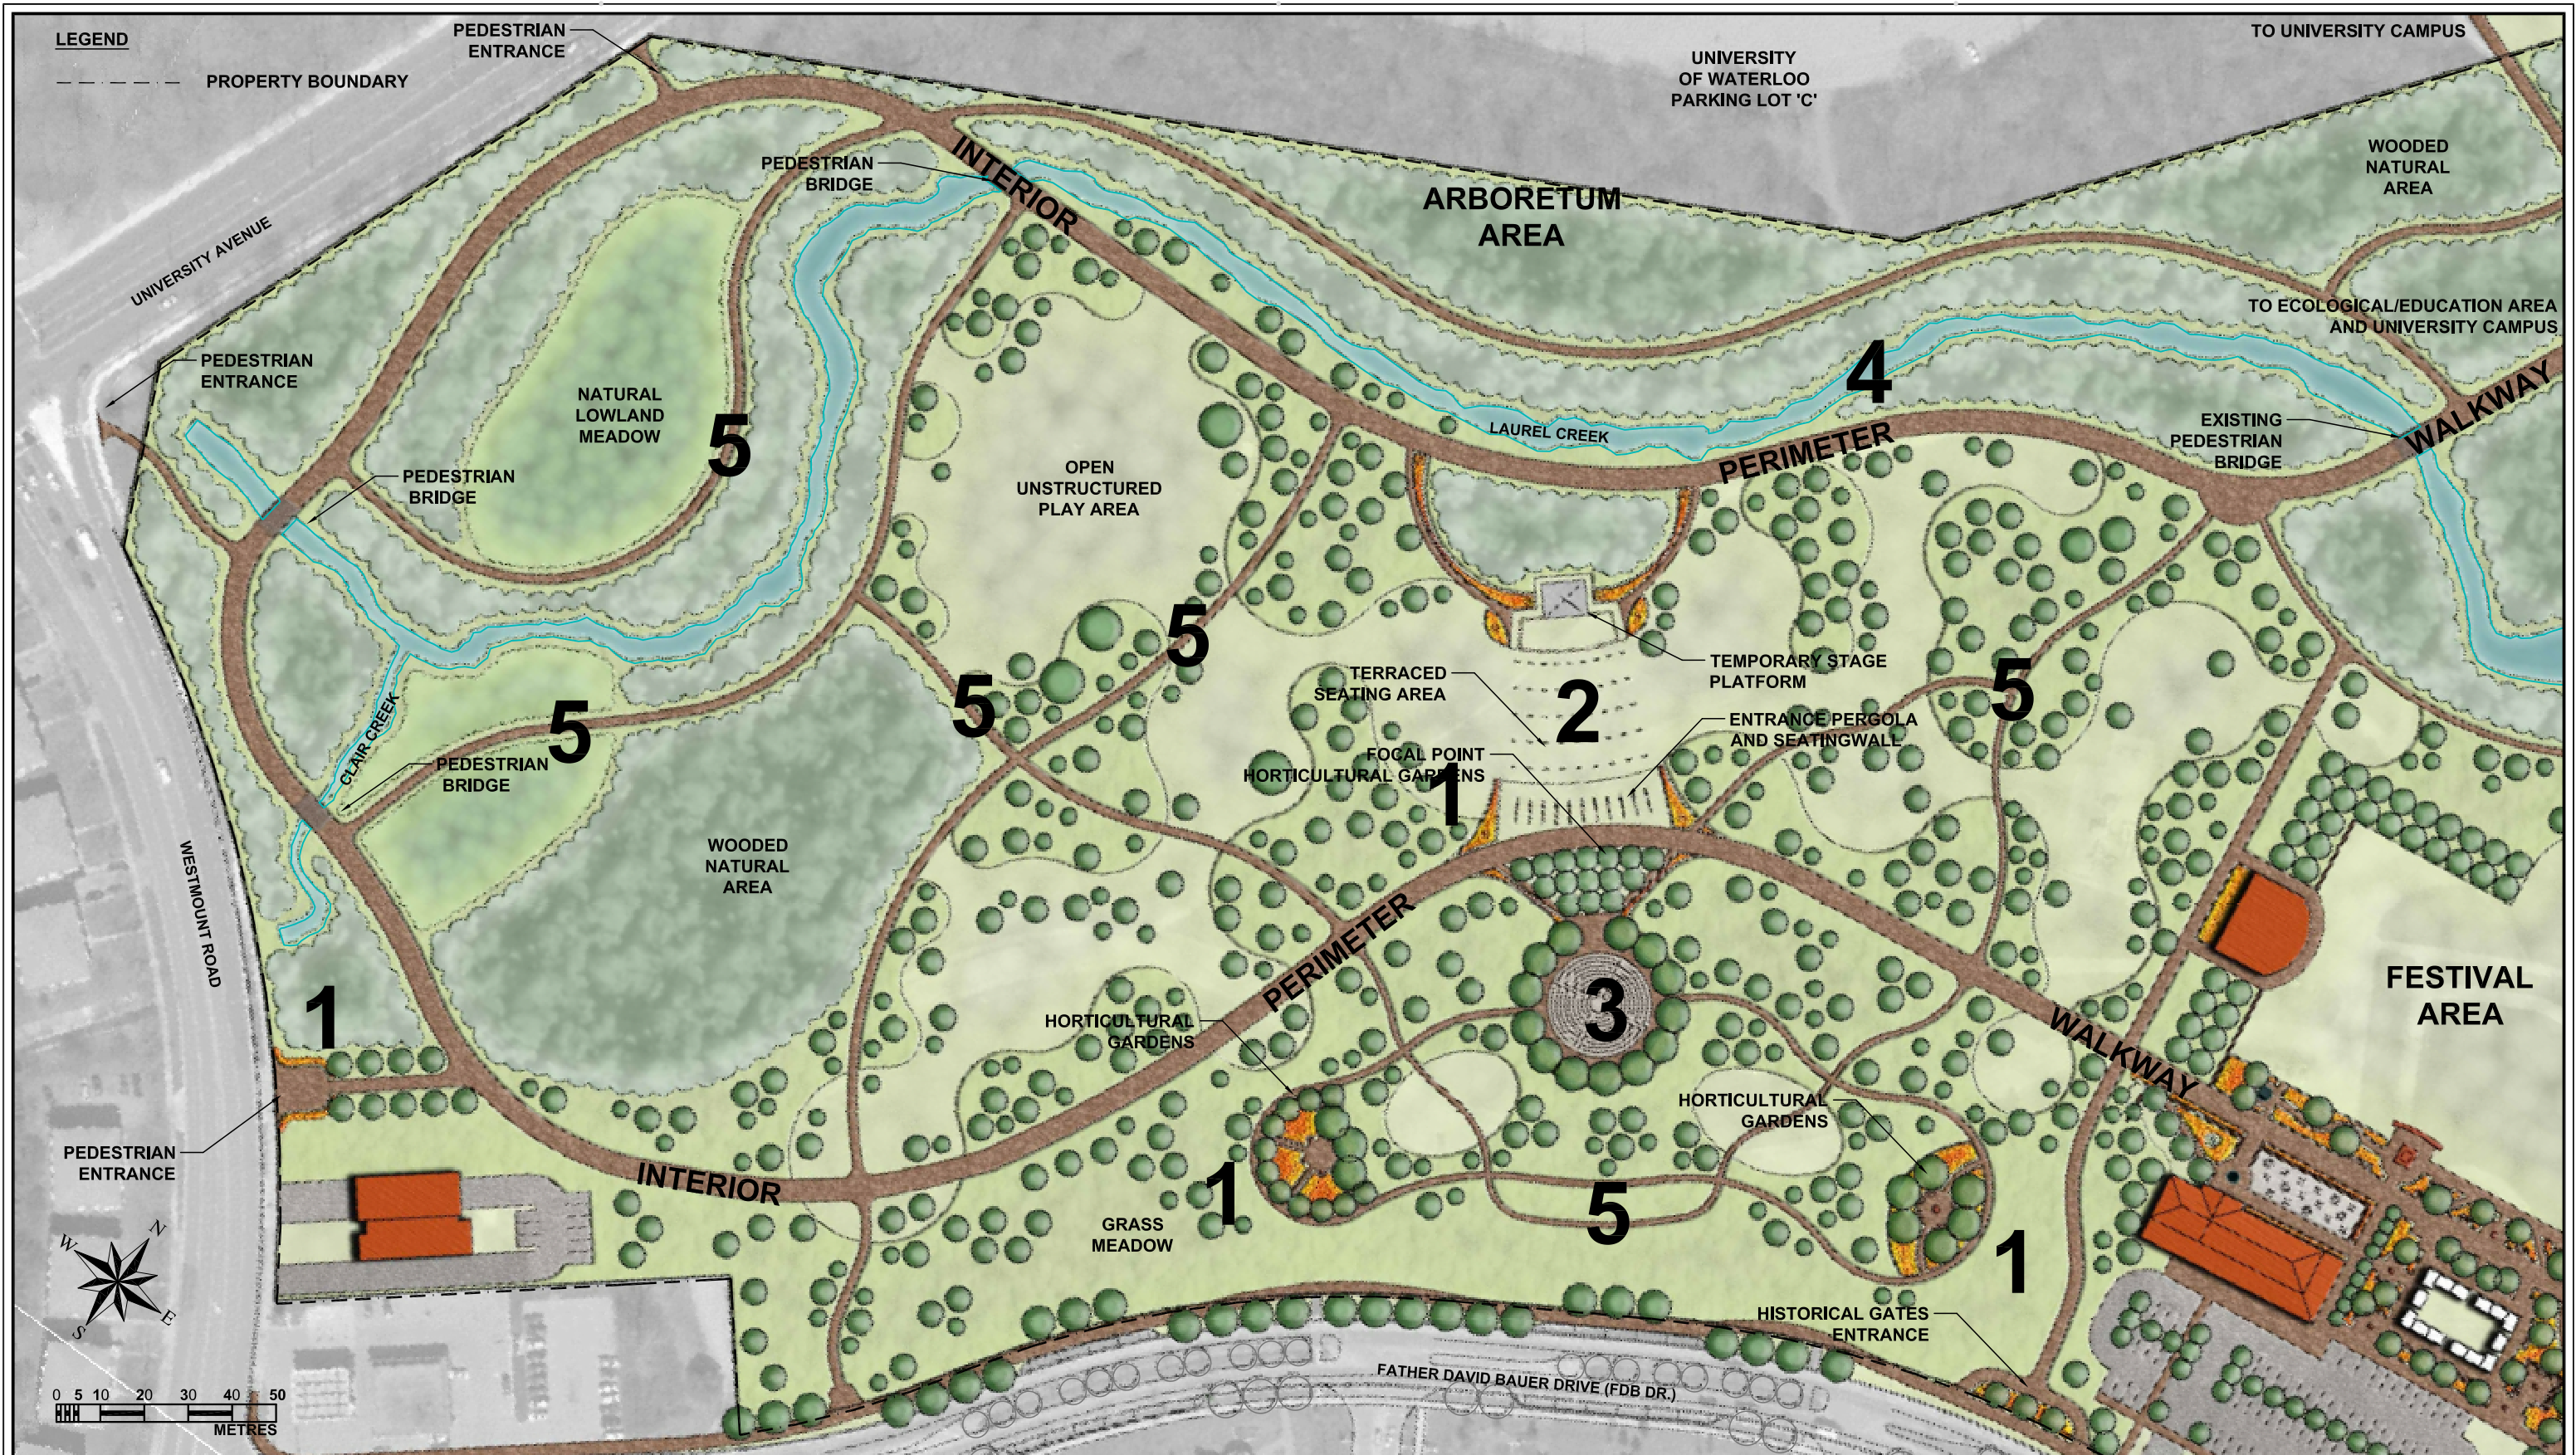 LEGEND
PROPERTY BOUNDARY
PEDESTRIAN
ENTRANCE
UNIVERSITY
OF WATERLOO
PARKING LOT 'C'
TO UNIVERSITY CAMPUS
WOODED
NATURAL
AREA
PEDESTRIAN
BRIDGE
INTERIOR
ARBORETUM
AREA
UNIVERSITY AVENUE
TO ECOLOGICAL/EDUCATION AREA
AND UNIVERSITY CAMPUS
PEDESTRIAN
ENTRANCE
NATURAL
LOWLAND
MEADOW
5
4
WALKWAY
EXISTING
PEDESTRIAN
BRIDGE
LAUREL CREEK
PERIMETER
PEDESTRIAN
BRIDGE
OPEN
UNSTRUCTURED
PLAY AREA
5
5
5
CLAIR CREEK
PEDESTRIAN
BRIDGE
TERRACED
SEATING AREA
TEMPORARY STAGE
PLATFORM
2
5
ENTRANCE PERGOLA
AND SEATINGWALL
FOCAL POINT
HORTICULTURAL GARDENS
1
WESTMOUNT ROAD
WOODED
NATURAL
AREA
PERIMETER
3
FESTIVAL
AREA
1
HORTICULTURAL
GARDENS
WALKWAY
HORTICULTURAL
GARDENS
PEDESTRIAN
ENTRANCE
INTERIOR
1
5
1
GRASS
MEADOW
W
N
S
E
HISTORICAL GATES
ENTRANCE
FATHER DAVID BAUER DRIVE (FDB DR.)
0 5 10 20 30 40 50
METRES